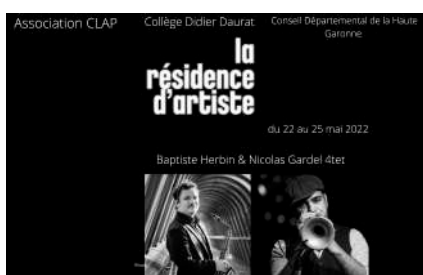 Association CLAP
Collège Didier Daurat
Conseil Départemental de la Haute
Garonne
la
résidence
d'artiste
du 22 au 25 mai 2022
Baptiste Herbin & Nicolas Gardel 4tet